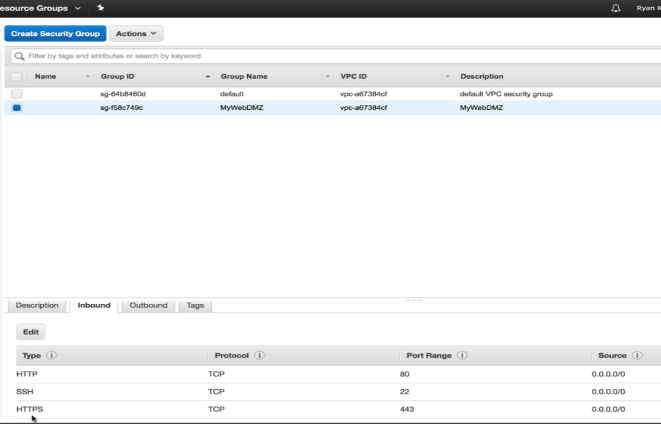 esource Groups
Ryan K
Create Security Group Actions
Filter by tags and attributes or search by keyword
Name Group ID Group Name VPC ID Description
sg-64b8460d default vpc-a67384cf default VPC security group
sg-f58c749c MyWebDMZ vpc-a67384cf MyWebDMZ
Description Inbound Outbound Tags
Edit
Type Protocol Port Range Source
HTTP TCP 80 0.0.0.0/0
SSH TCP 22 0.0.0.0/0
HTTPS TCP 443 0.0.0.0/0